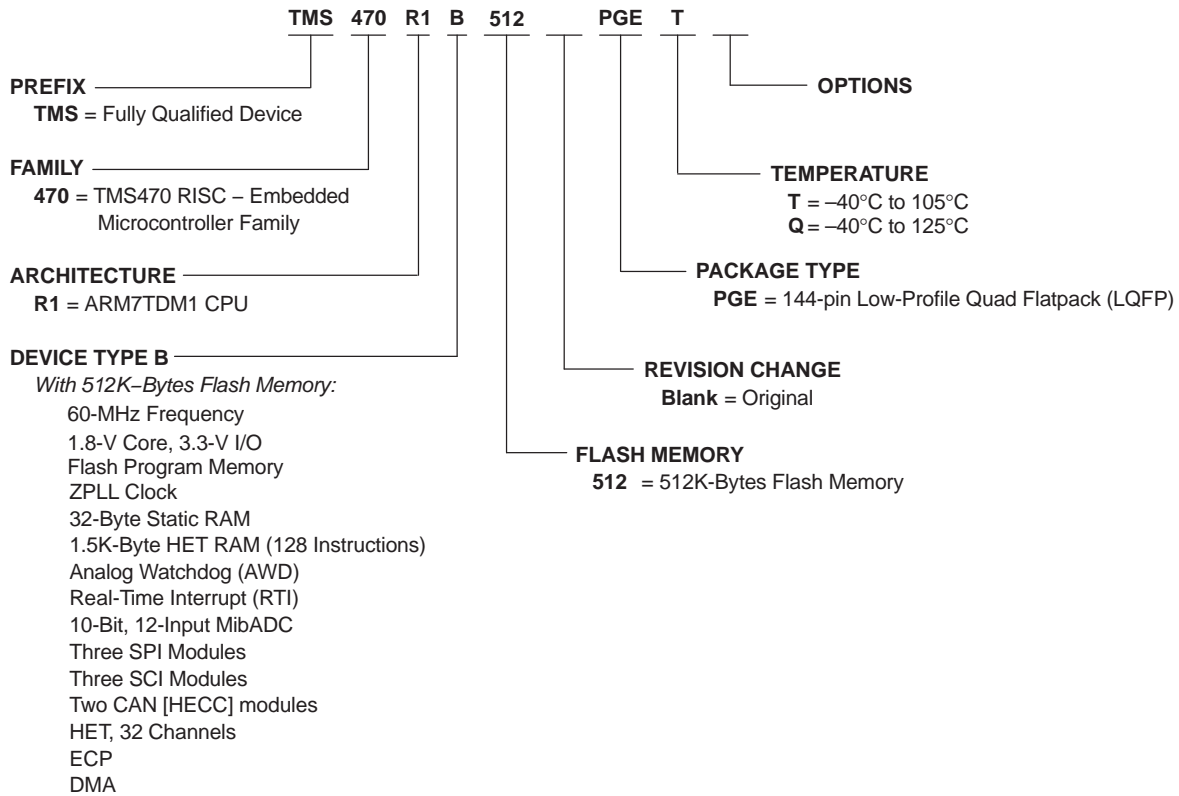 TMS 470 R1 B 512 PGE T
PREFIX
TMS = Fully Qualified Device
OPTIONS
FAMILY
470 = TMS470 RISC – Embedded
Microcontroller Family
TEMPERATURE
T = –40°C to 105°C
Q = –40°C to 125°C
ARCHITECTURE
R1 = ARM7TDM1 CPU
PACKAGE TYPE
PGE = 144-pin Low-Profile Quad Flatpack (LQFP)
DEVICE TYPE B
With 512K–Bytes Flash Memory:
60-MHz Frequency
1.8-V Core, 3.3-V I/O
Flash Program Memory
ZPLL Clock
32-Byte Static RAM
1.5K-Byte HET RAM (128 Instructions)
Analog Watchdog (AWD)
Real-Time Interrupt (RTI)
10-Bit, 12-Input MibADC
Three SPI Modules
Three SCI Modules
Two CAN [HECC] modules
HET, 32 Channels
ECP
DMA
REVISION CHANGE
Blank = Original
FLASH MEMORY
512 = 512K-Bytes Flash Memory